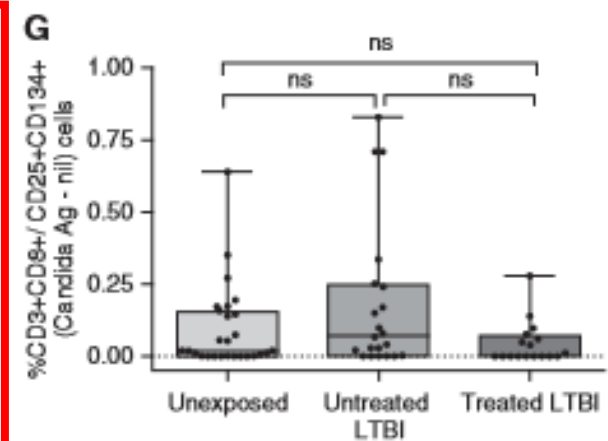 G
ns
ns
ns
%CD3+CD8+/ CD25+CD134+
(Candida Ag - nil) cells
1.00
0.75
0.50
0.25
0.00
Unexposed
Untreated
LTBI
Treated LTBI